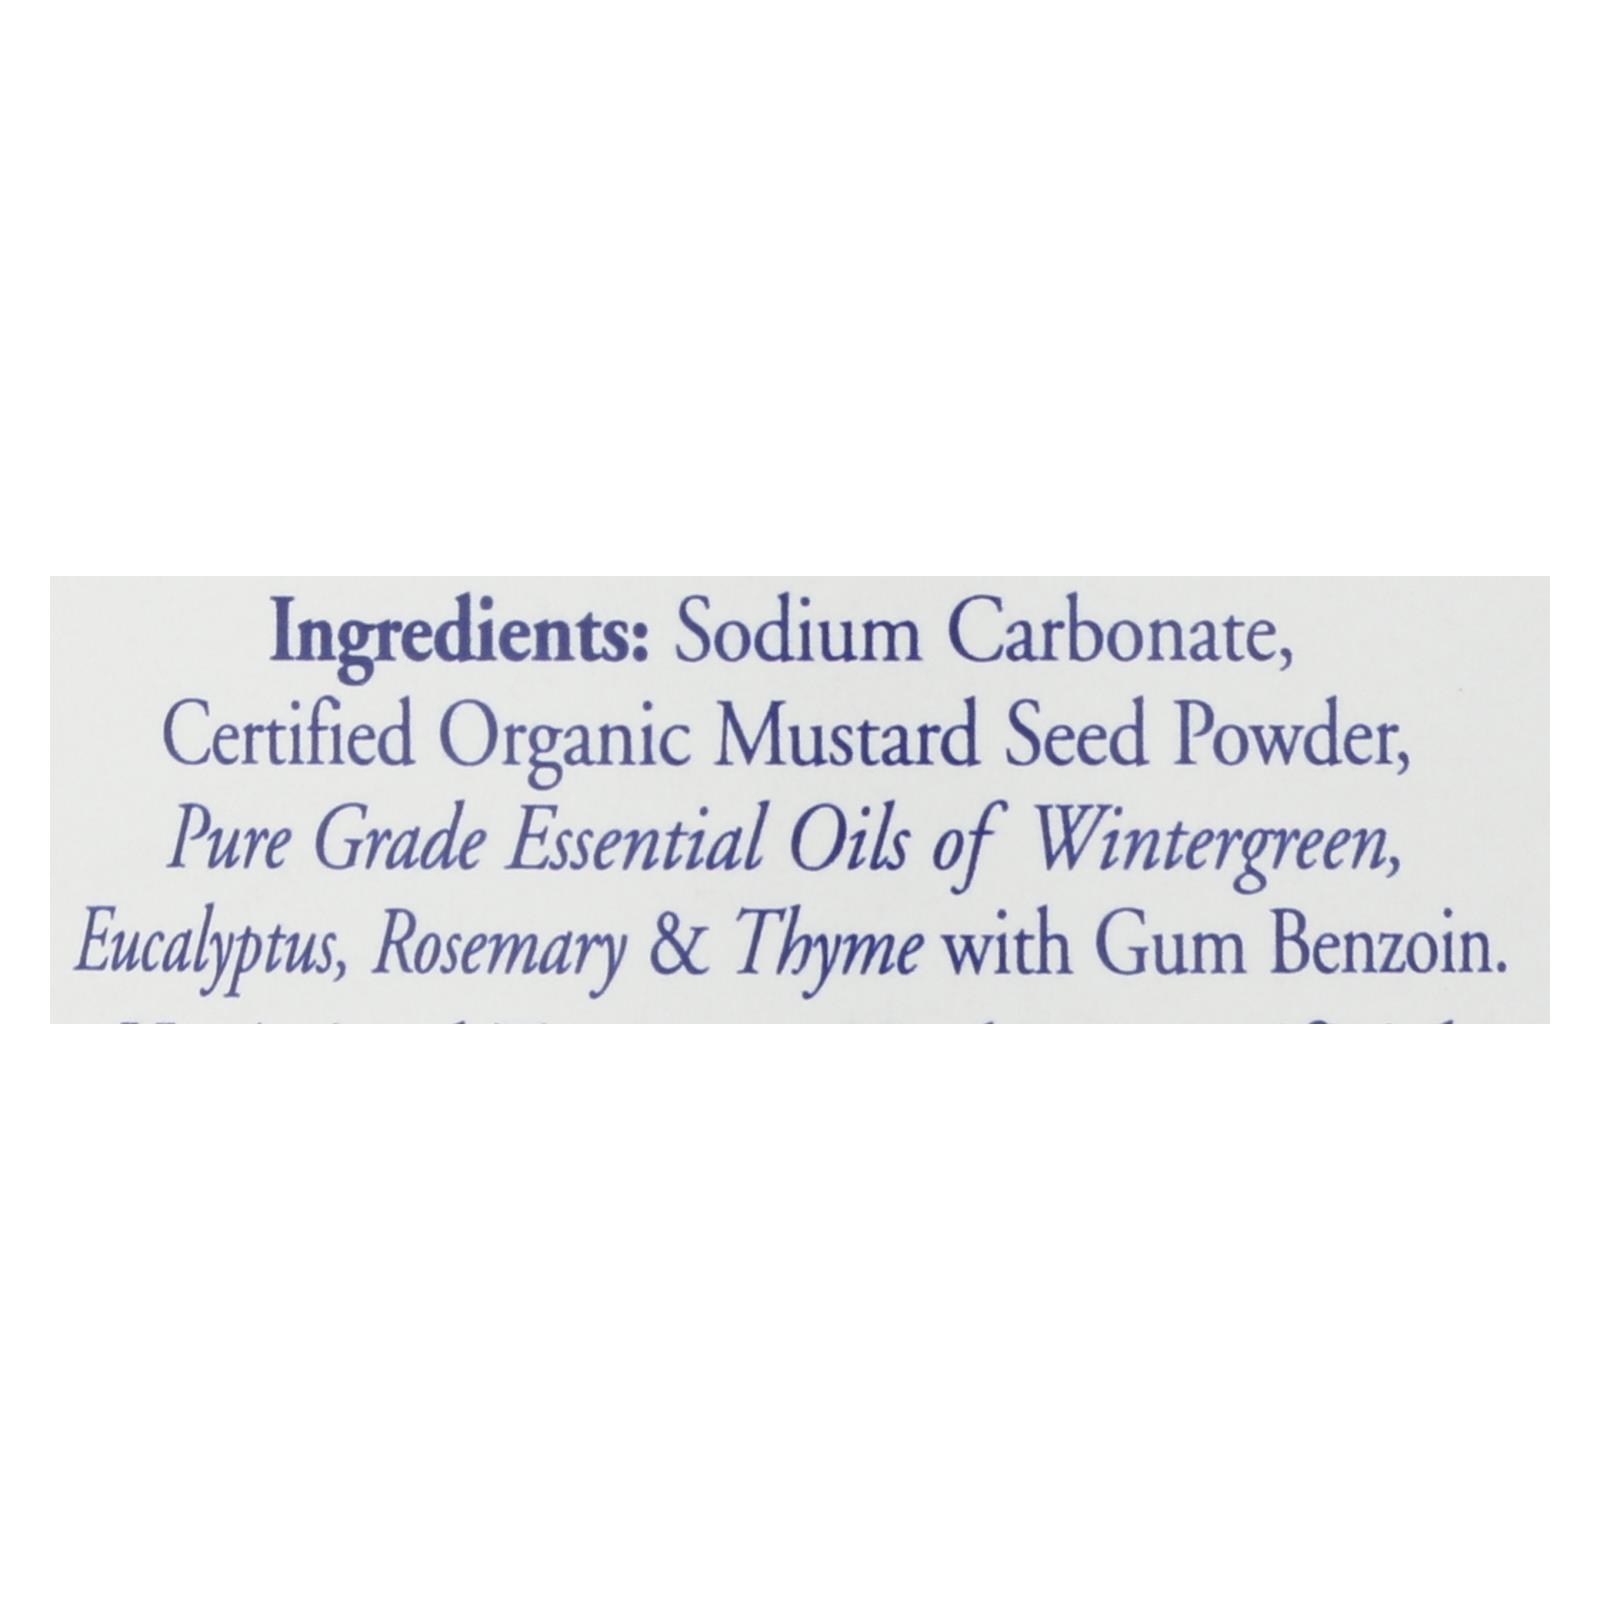 Ingredients: Sodium Carbonate,
Certified Organic Mustard Seed Powder,
Pure Grade Essential Oils of Wintergreen,
Eucalyptus, Rosemary & Thyme with Gum Benzoin.